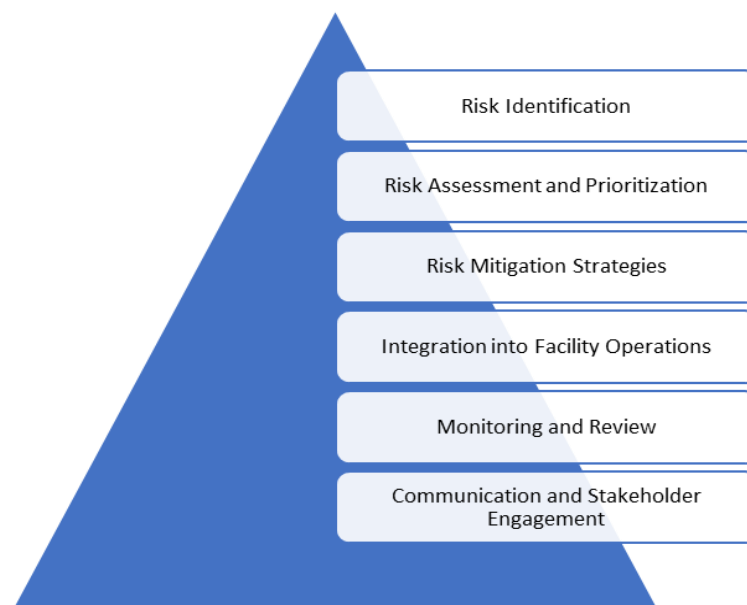 Risk Identification
Risk Assessment and Prioritization
Risk Mitigation Strategies
Integration into Facility Operations
Monitoring and Review
Communication and Stakeholder
Engagement